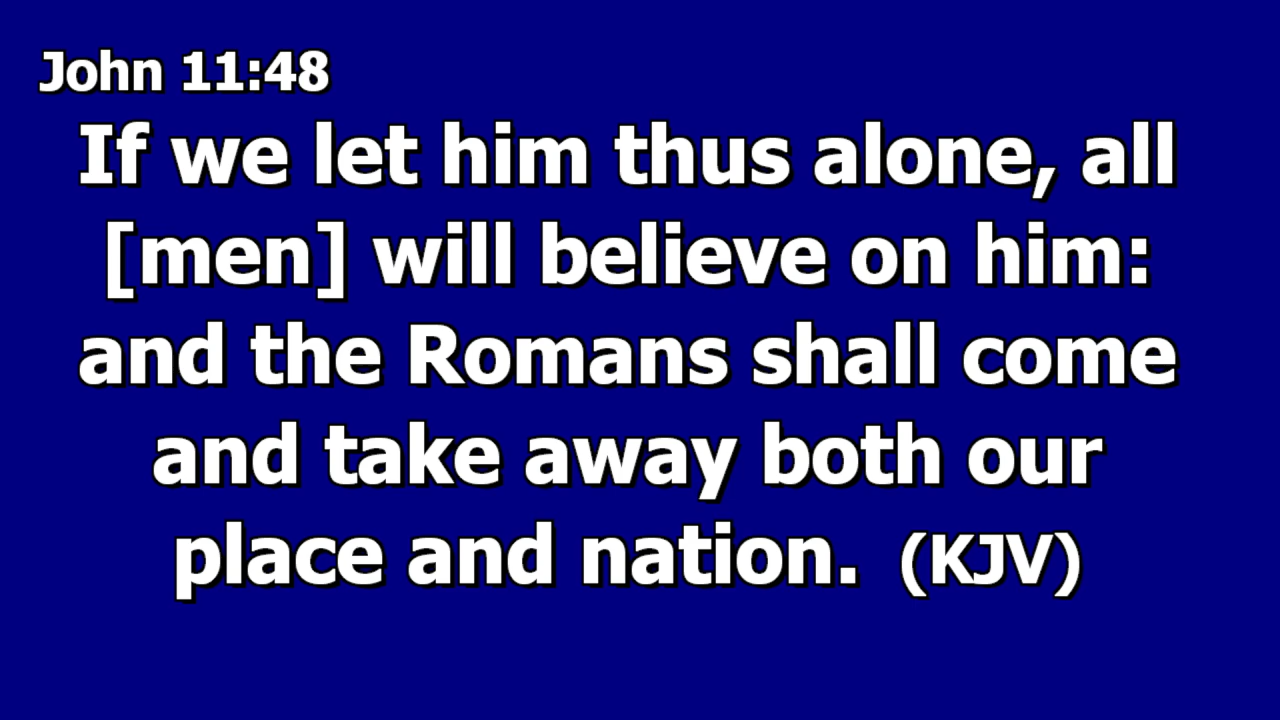 John 11:48
If we let him thus alone, all
[men] will believe on him:
and the Romans shall come
and take away both our
place and nation. (KJV)